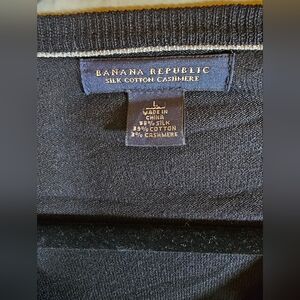 BANANA REPUBLIC
SILK COTTON CASHMERE
L
MADE IN
CHINA
% SILK
% COTTON
% CASHMERE